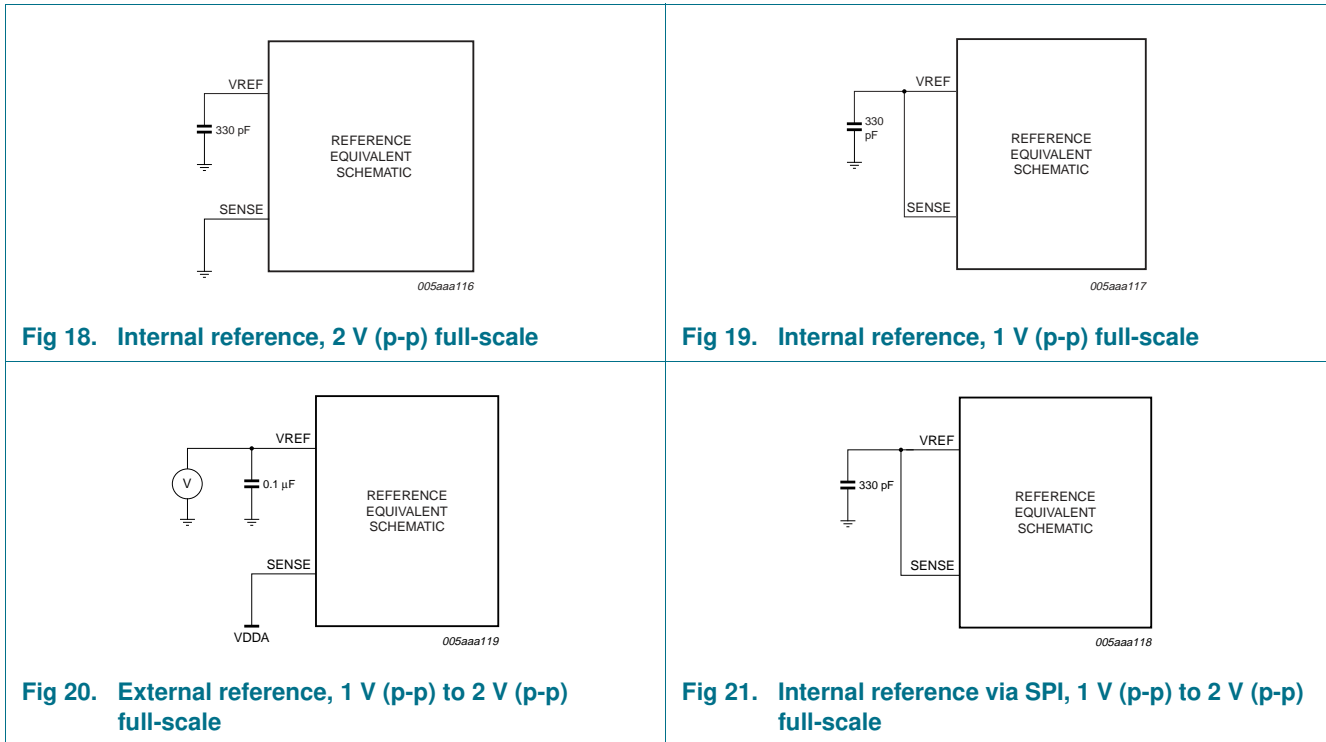 VREF
330 pF
REFERENCE
EQUIVALENT
SCHEMATIC
SENSE
005aaa116
Fig 18. Internal reference, 2 V (p-p) full-scale
VREF
330
pF
REFERENCE
EQUIVALENT
SCHEMATIC
SENSE
005aaa117
Fig 19. Internal reference, 1 V (p-p) full-scale
VREF
V
0.1 μF
REFERENCE
EQUIVALENT
SCHEMATIC
SENSE
VDDA
005aaa119
Fig 20. External reference, 1 V (p-p) to 2 V (p-p)
full-scale
VREF
330 pF
REFERENCE
EQUIVALENT
SCHEMATIC
SENSE
005aaa118
Fig 21. Internal reference via SPI, 1 V (p-p) to 2 V (p-p)
full-scale